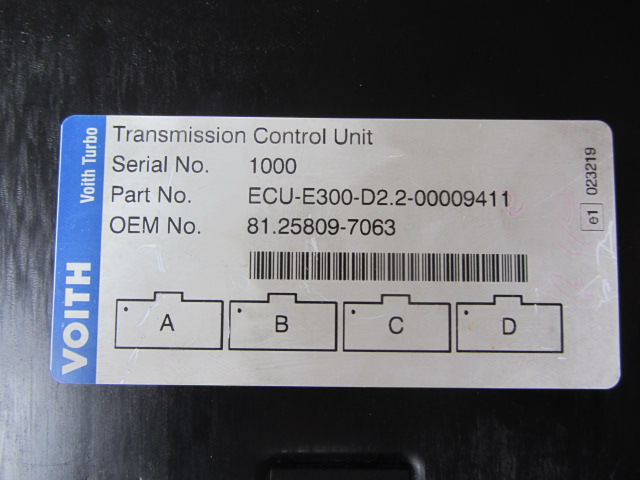 Transmission Control Unit
Serial No. 1000
Part No. ECU-E300-D2.2-00009411
OEM No. 81.25809-7063
A B C D
VOITH Voith Turbo
e1 023219